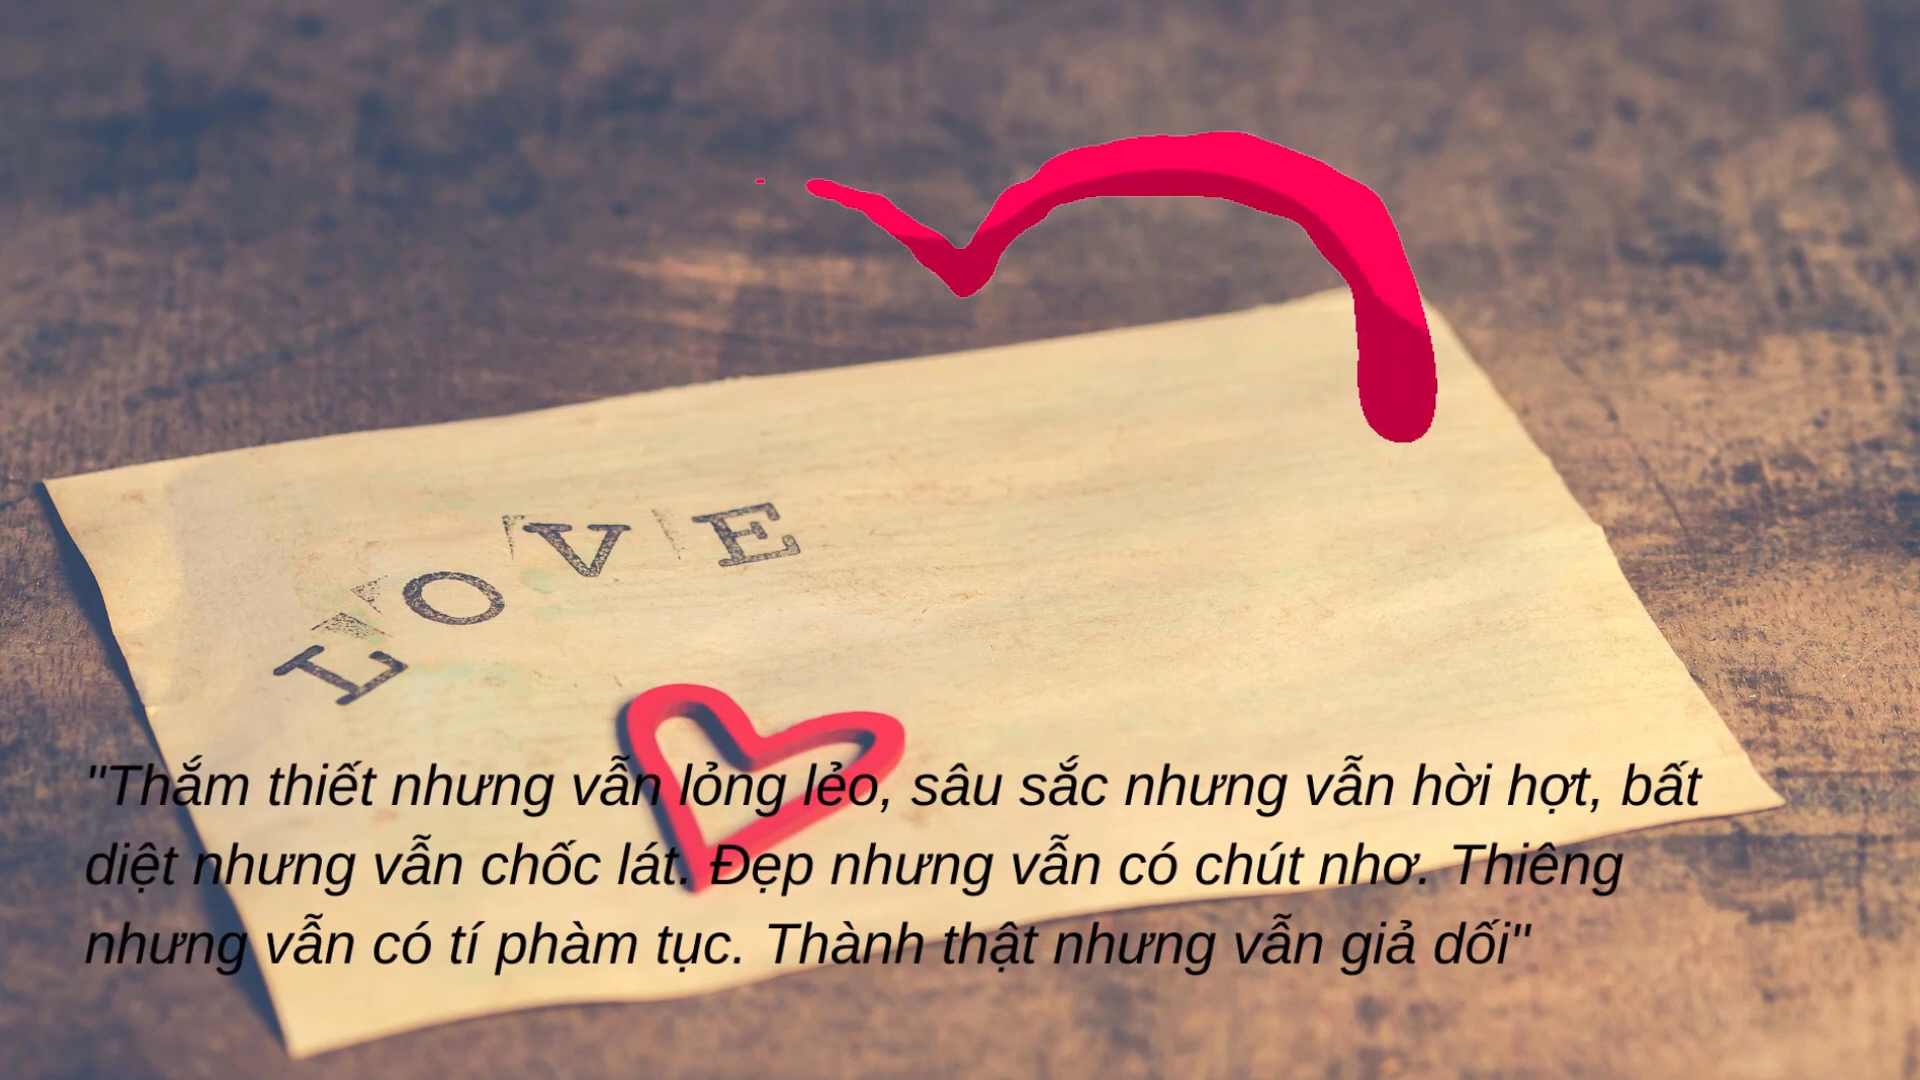 LOVE
"Thắm thiết nhưng vẫn lỏng lẻo, sâu sắc nhưng vẫn hời hợt, bất
diệt nhưng vẫn chốc lát. Đẹp nhưng vẫn có chút nhơ. Thiêng
nhưng vẫn có tí phàm tục. Thành thật nhưng vẫn giả dối"